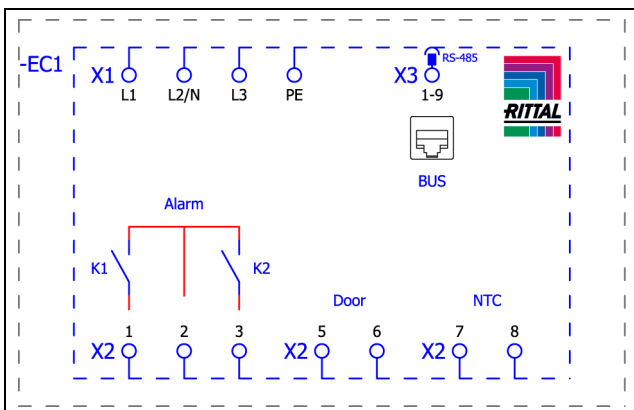 -EC1
X1 L1 L2/N L3 PE
X3 RS-485
1-9
RITTAL
BUS
Alarm
K1 K2
Door NTC
X2 1 2 3
X2 5 6
X2 7 8